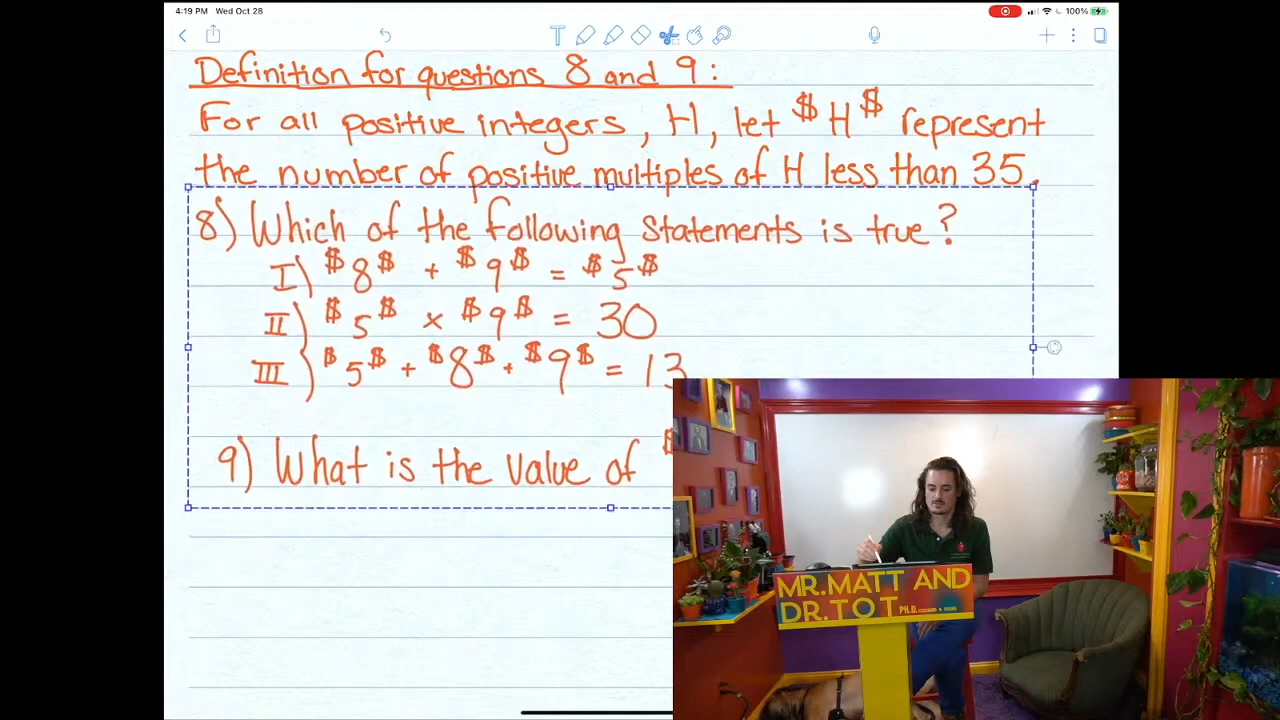 4:19 PM Wed Oct 28
100%
Definition for questions 8 and 9:
For all positive integers, H, let $H$ represent
the number of positive multiples of H less than 35.
8) Which of the following statements is true?
I) $8$ + $9$ = $5$
II) $5$ x $9$ = 30
III) $5$ + $8$ + $9$ = 13
9) What is the value of $
MR.MATT AND
DR.TOT PH.D.